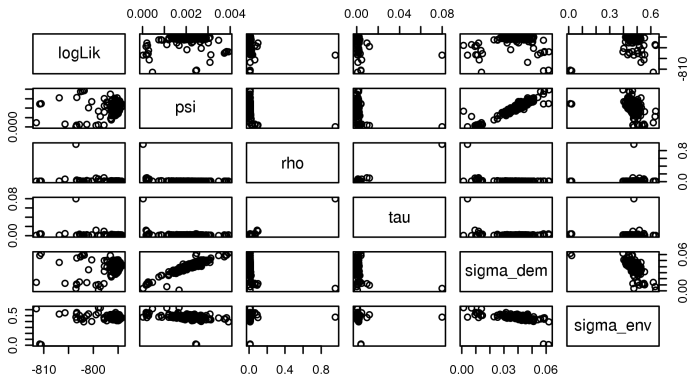 0.000 0.002 0.004 0.00 0.04 0.08 0.0 0.3 0.6
logLik -810
0.000 psi
rho 0.0 0.8
0.00 0.08 tau
sigma_dem 0.00 0.06
0.0 0.5 sigma_env
-810 -800 0.0 0.4 0.8 0.00 0.03 0.06